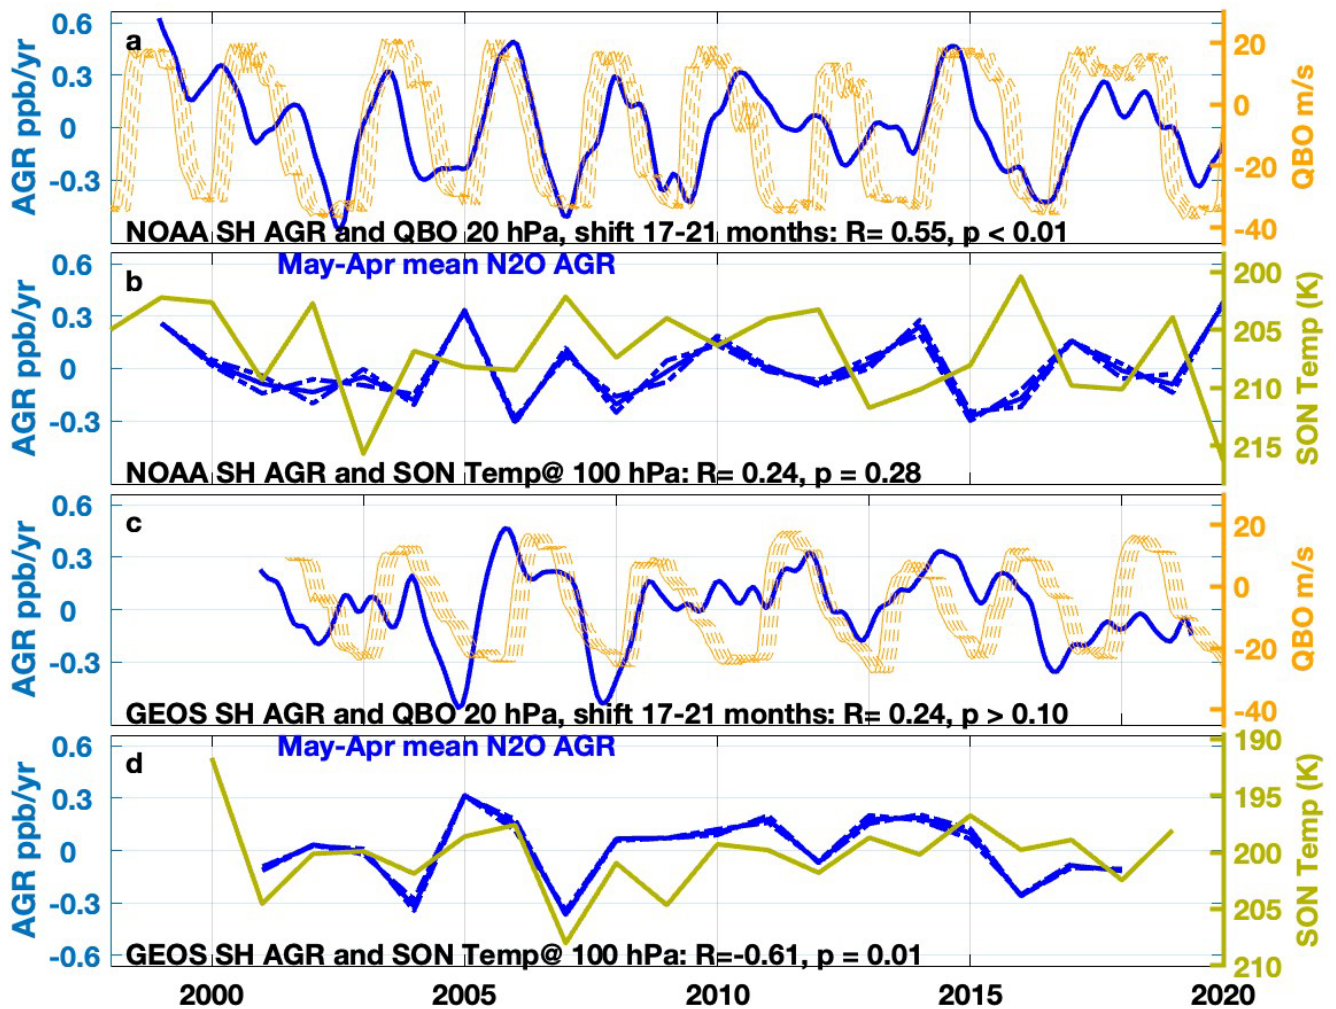 a
0.6
0.3
0
-0.3
AGR ppb/yr
20
0
-20
-40
QBO m/s
NOAA SH AGR and QBO 20 hPa, shift 17-21 months: R= 0.55, p < 0.01
May-Apr mean N2O AGR
b
0.6
0.3
0
-0.3
AGR ppb/yr
200
205
210
215
SON Temp (K)
NOAA SH AGR and SON Temp@ 100 hPa: R= 0.24, p = 0.28
c
0.6
0.3
0
-0.3
AGR ppb/yr
20
0
-20
-40
QBO m/s
GEOS SH AGR and QBO 20 hPa, shift 17-21 months: R= 0.24, p > 0.10
May-Apr mean N2O AGR
d
0.6
0.3
0
-0.3
-0.6
AGR ppb/yr
190
195
200
205
210
SON Temp (K)
GEOS SH AGR and SON Temp@ 100 hPa: R=-0.61, p = 0.01
2000 2005 2010 2015 2020